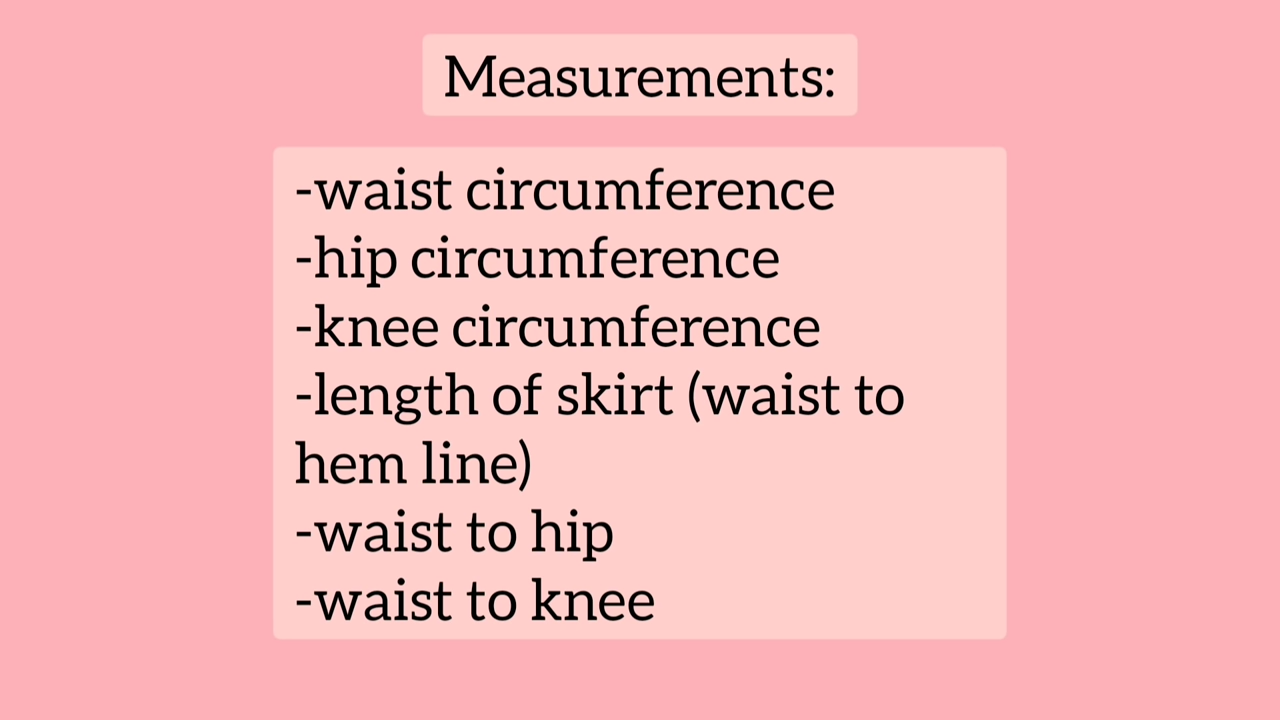 Measurements:
-waist circumference
-hip circumference
-knee circumference
-length of skirt (waist to
hem line)
-waist to hip
-waist to knee